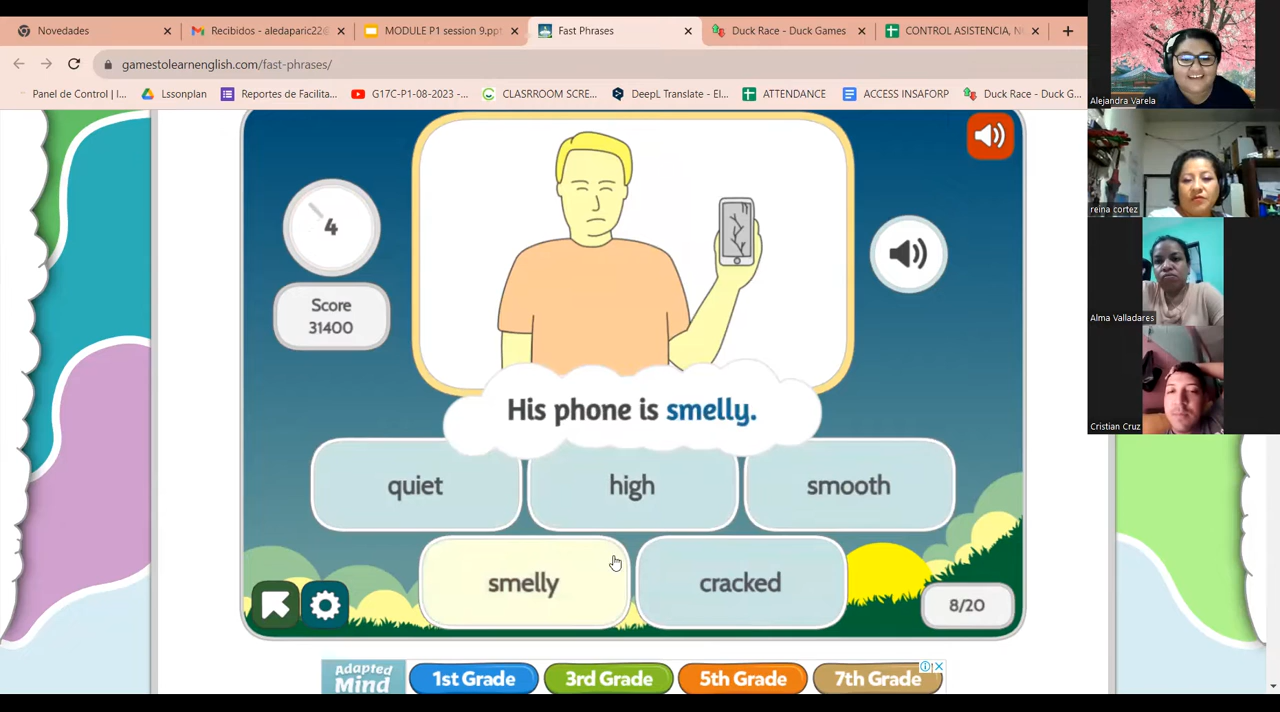 Novedades
Recibidos - aledaparic22@
MODULE P1 session 9.ppt
Fast Phrases
Duck Race - Duck Games
CONTROL ASISTENCIA, N
gamestolearnenglish.com/fast-phrases/
Panel de Control | I...
Lssonplan
Reportes de Facilita...
G17C-P1-08-2023 -...
CLASSROOM SCRE...
DeepL Translate - El...
ATTENDANCE
ACCESS INSAFORP
Duck Race - Duck G...
4
Score
31400
His phone is smelly.
quiet
high
smooth
smelly
cracked
8/20
Adapted
Mind
1st Grade
3rd Grade
5th Grade
7th Grade
Alejandra Varela
reina cortez
Alma Valladares
Cristian Cruz